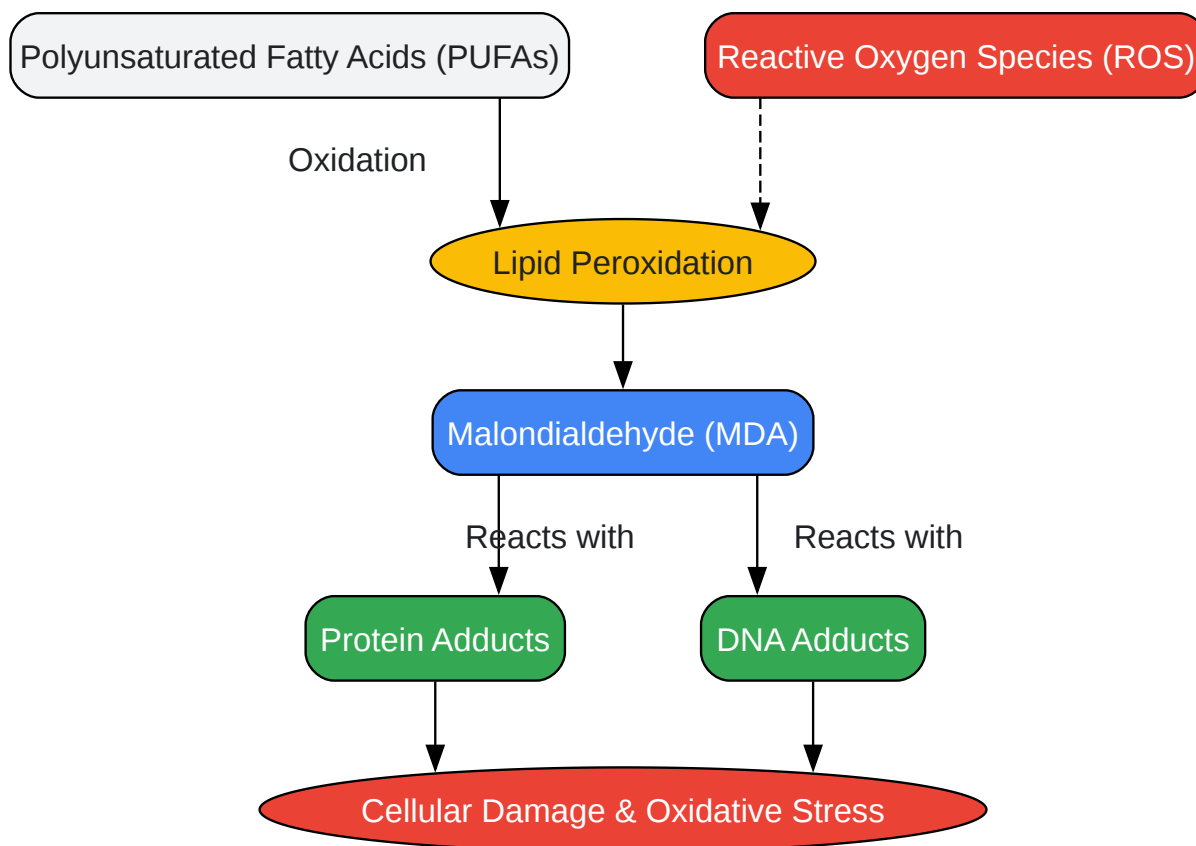 Polyunsaturated Fatty Acids (PUFAs)
Reactive Oxygen Species (ROS)
Oxidation
Lipid Peroxidation
Malondialdehyde (MDA)
Reacts with
Reacts with
Protein Adducts
DNA Adducts
Cellular Damage & Oxidative Stress